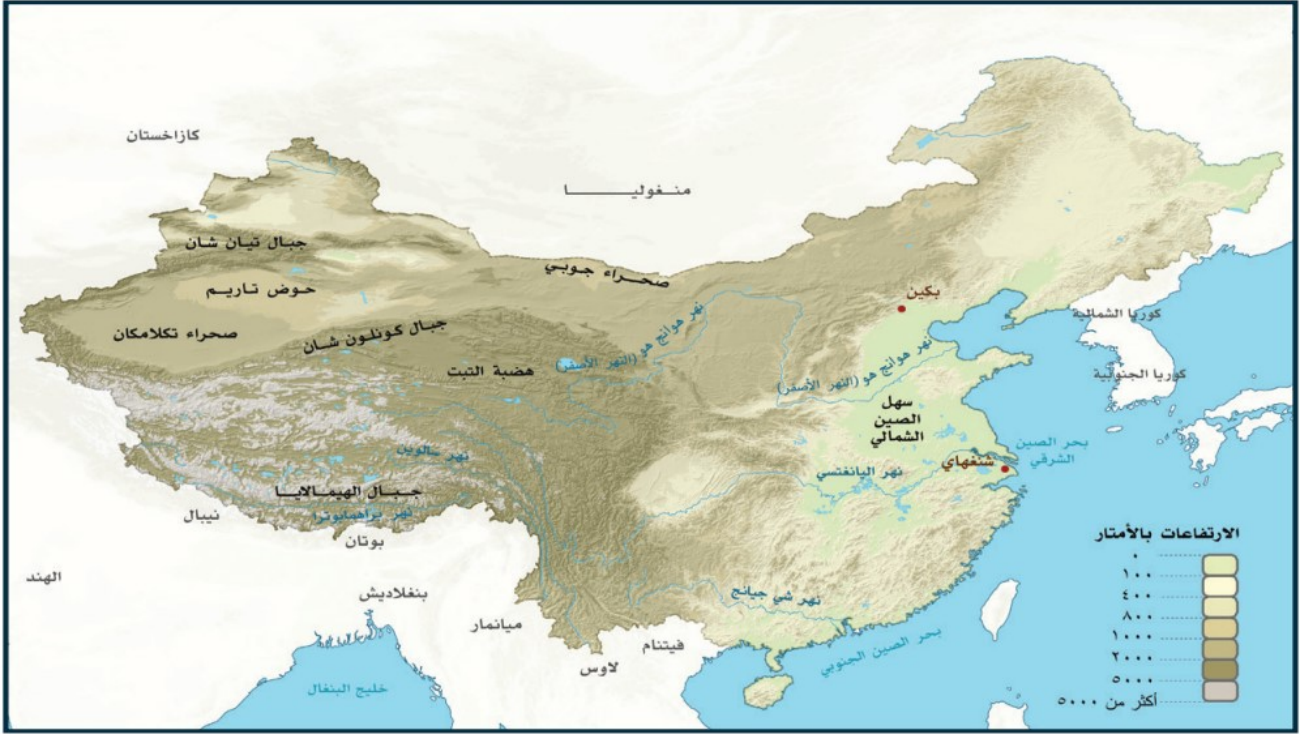 كازاخستان
منغوليا
جبال تيان شان
صحراء جوبي
حوض تاريم
بكين
كوريا الشمالية
صحراء تكلامكان
جبال كونلون شان
نهر هوانج هو (النهر الأصفر)
هضبة التبت
نهر هوانج هو (النهر الأصفر)
كوريا الجنوبية
سهل
الصين
الشمالي
بحر الصين
الشرقي
نهر سالوين
شنغهاي
نهر اليانغتسي
جبال الهيمالايا
نهر براهمابوترا
نيبال
بوتان
الهند
بنغلاديش
ميانمار
نهر شي جيانج
فيتنام
لاوس
بحر الصين الجنوبي
خليج البنغال
الارتفاعات بالأمتار
٠
١٠٠
٤٠٠
٨٠٠
١٠٠٠
٢٠٠٠
٥٠٠٠
أكثر من ٥٠٠٠